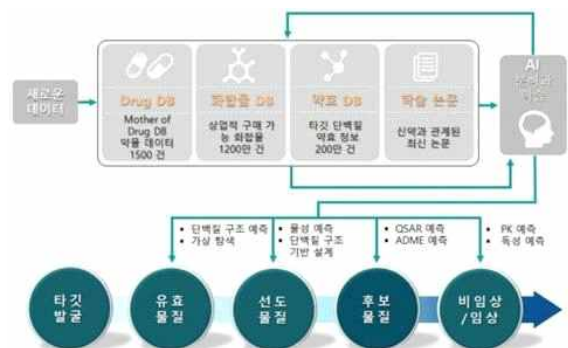 새로운
데이터
Drug DB
Mother of
Drug DB
약물 데이터
1500 건
화합물 DB
상업적 구매 가
능 화합물
1200만 건
약효 DB
타깃 단백질
약효 정보
200만 건
학술 논문
신약과 관계된
최신 논문
AI
• 단백질 구조 예측
• 가상 탐색
• 물성 예측
• 단백질 구조
기반 설계
• QSAR 예측
• ADME 예측
• PK 예측
• 독성 예측
타깃
발굴
유효
물질
선도
물질
후보
물질
비임상
/임상